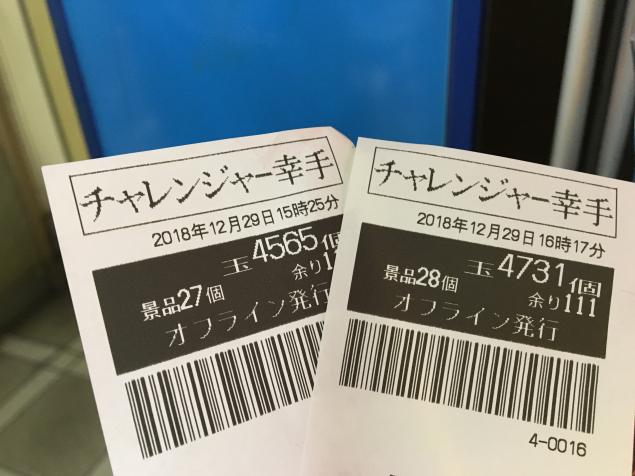 チャレンジャー幸手
2018年12月29日15時25分
玉4565個
景品27個
余り1
オフライン発行
チャレンジャー幸手
2018年12月29日16時17分
玉4731個
景品28個 余り111
オフライン発行
4-0016